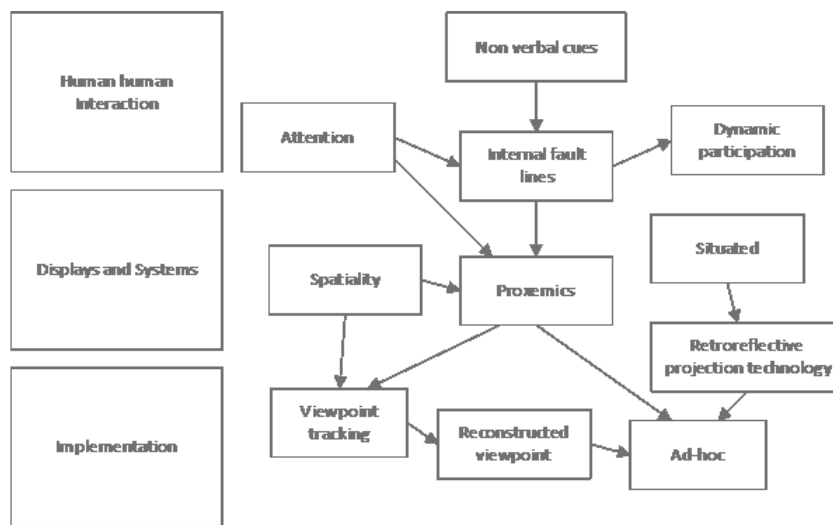 Human human
Interaction
Non verbal cues
Attention
Internal fault
lines
Dynamic
participation
Displays and Systems
Spatiality
Proxemics
Situated
Retroreflective
projection technology
Implementation
Viewpoint
tracking
Reconstructed
viewpoint
Ad-hoc